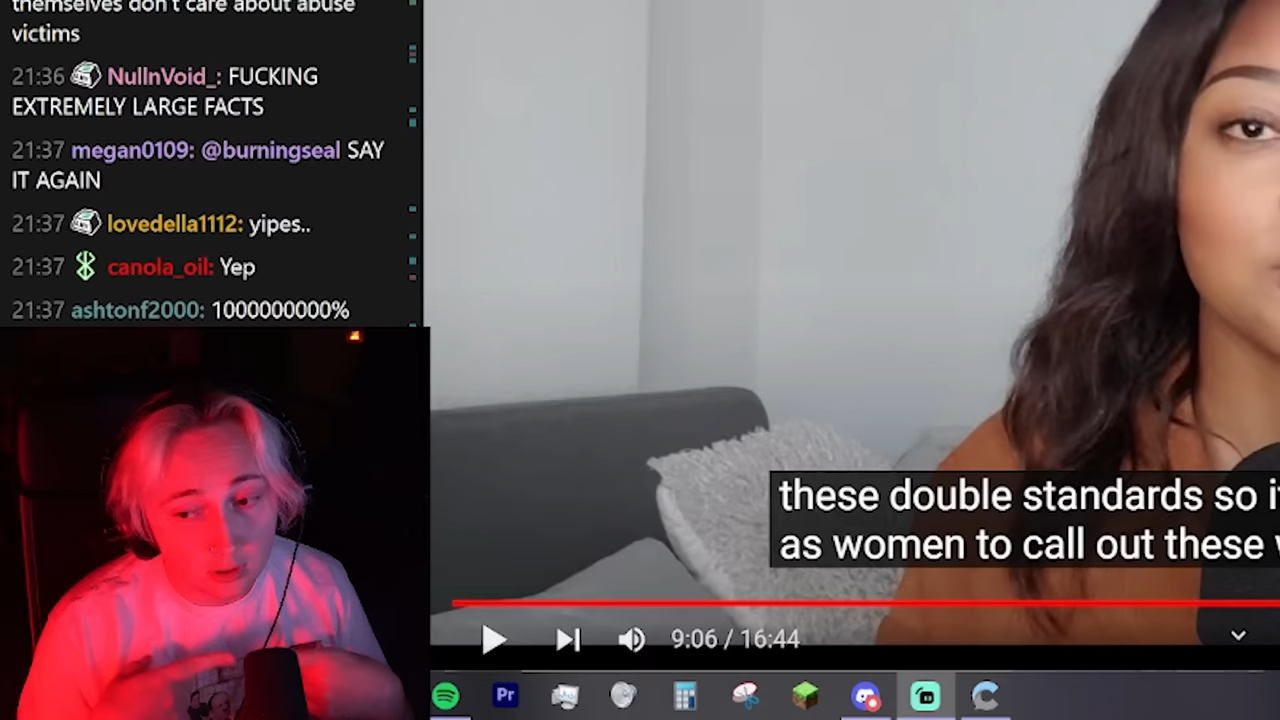 themselves don't care about abuse
victims
21:36 NullnVoid_: FUCKING
EXTREMELY LARGE FACTS
21:37 megan0109: @burningseal SAY
IT AGAIN
21:37 lovedella1112: yipes..
21:37 canola_oil: Yep
21:37 ashtonf2000: 1000000000%
these double standards so i
as women to call out these
9:06 / 16:44
Pr